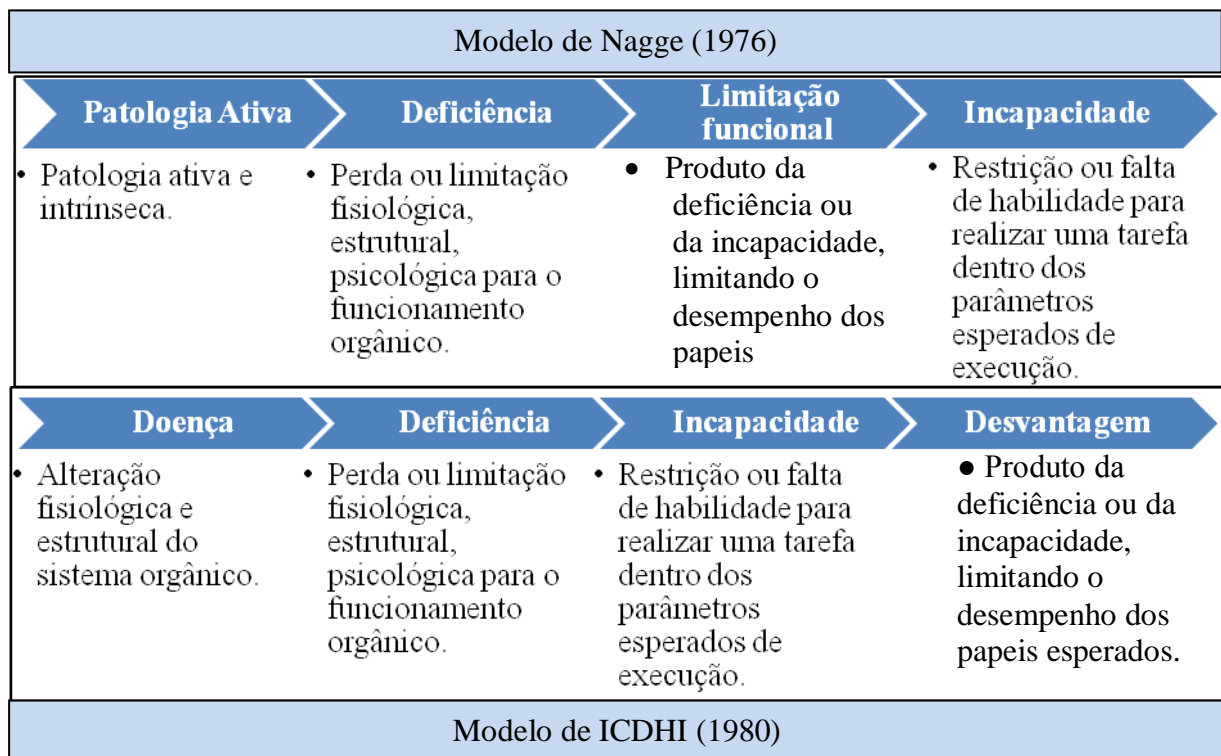 Modelo de Nagge (1976)
Patologia Ativa
Deficiência
Limitação
funcional
Incapacidade
• Patologia ativa e
intrínseca.
• Perda ou limitação
fisiológica,
estrutural,
psicológica para o
funcionamento
orgânico.
● Produto da
deficiência ou
da incapacidade,
limitando o
desempenho dos
papeis
• Restrição ou falta
de habilidade para
realizar uma tarefa
dentro dos
parâmetros
esperados de
execução.
Doença
Deficiência
Incapacidade
Desvantagem
• Alteração
fisiológica e
estrutural do
sistema orgânico.
• Perda ou limitação
fisiológica,
estrutural,
psicológica para o
funcionamento
orgânico.
• Restrição ou falta
de habilidade para
realizar uma tarefa
dentro dos
parâmetros
esperados de
execução.
● Produto da
deficiência ou da
incapacidade,
limitando o
desempenho dos
papeis esperados.
Modelo de ICDHI (1980)